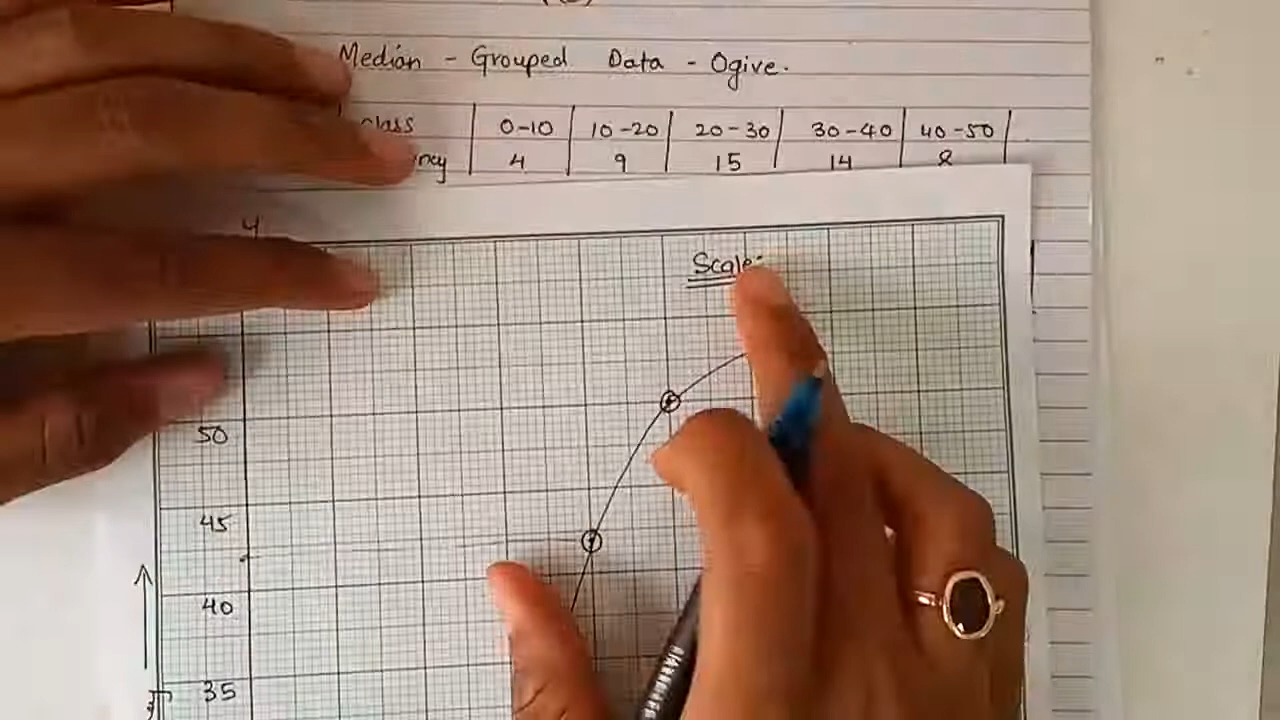 Median - Grouped Data - Ogive.
class 0-10 10-20 20-30 30-40 40-50
4 9 15 14 8
Y
Scale:
50
45
40
35